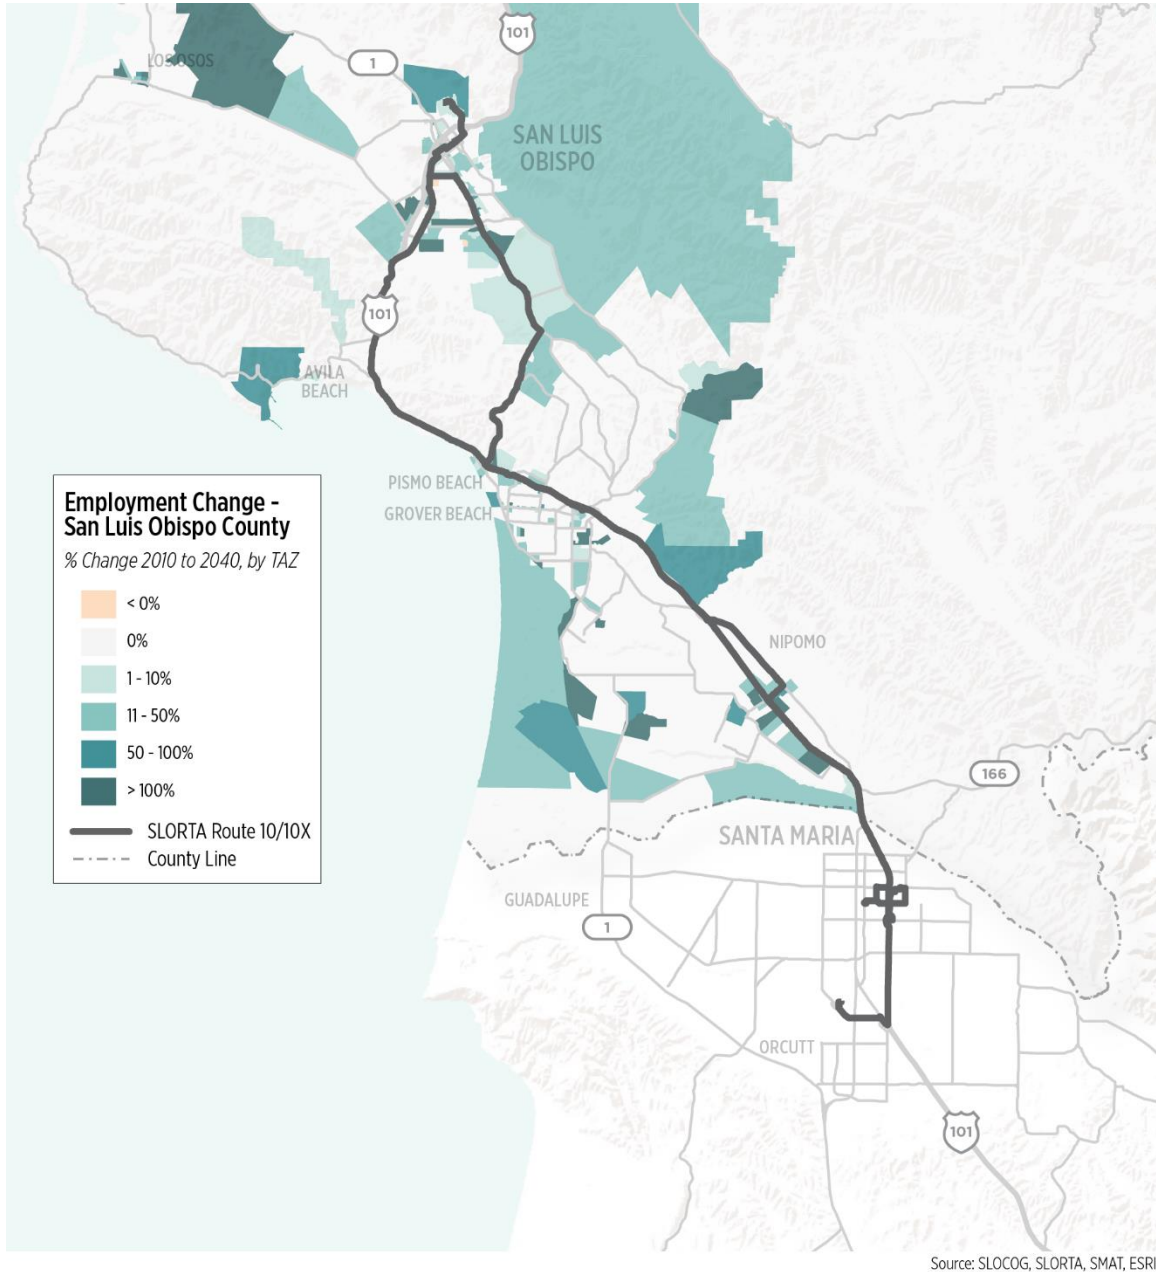 101
1
LOS OSOS
SAN LUIS
OBISPO
101
AVILA
BEACH
PISMO BEACH
GROVER BEACH
Employment Change -
San Luis Obispo County
% Change 2010 to 2040, by TAZ
< 0%
0%
1 - 10%
11 - 50%
50 - 100%
> 100%
SLORTA Route 10/10X
County Line
NIPOMO
166
SANTA MARIA
GUADALUPE
1
ORCUTT
101
Source: SLOCOG, SLORTA, SMAT, ESRI